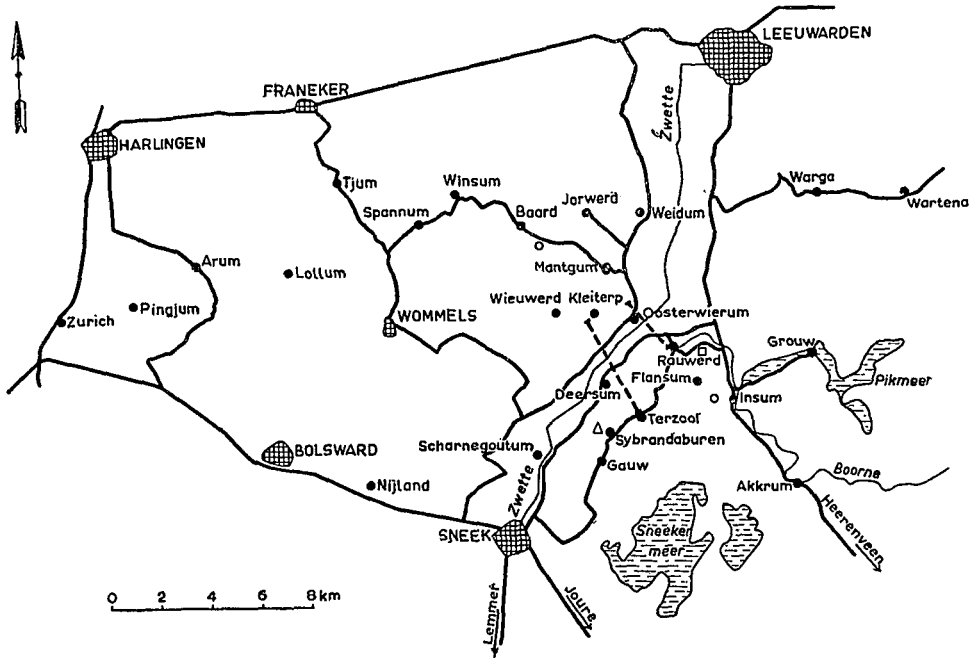 LEEUWARDEN
FRANEKER
Zwette
HARLINGEN
Tjum
Winsum
Warga
Wartena
Jorwerd
Weidum
Spannum
Baard
Arum
Lollum
Mantgum
Wieuwerd
Kleiterp
Pingjum
Zurich
WOMMELS
Oosterwierum
Rauwerd
Grouw
Pikmeer
Flansum
Deersum
Insum
Terzool
Sybrandaburen
Scharnegoutum
BOLSWARD
Gauw
Boorne
Nijland
Akkrum
Zwette
Heerenveen
SNEEK
Sneeker
meer
0 2 4 6 8 km
Lemmer
Joure